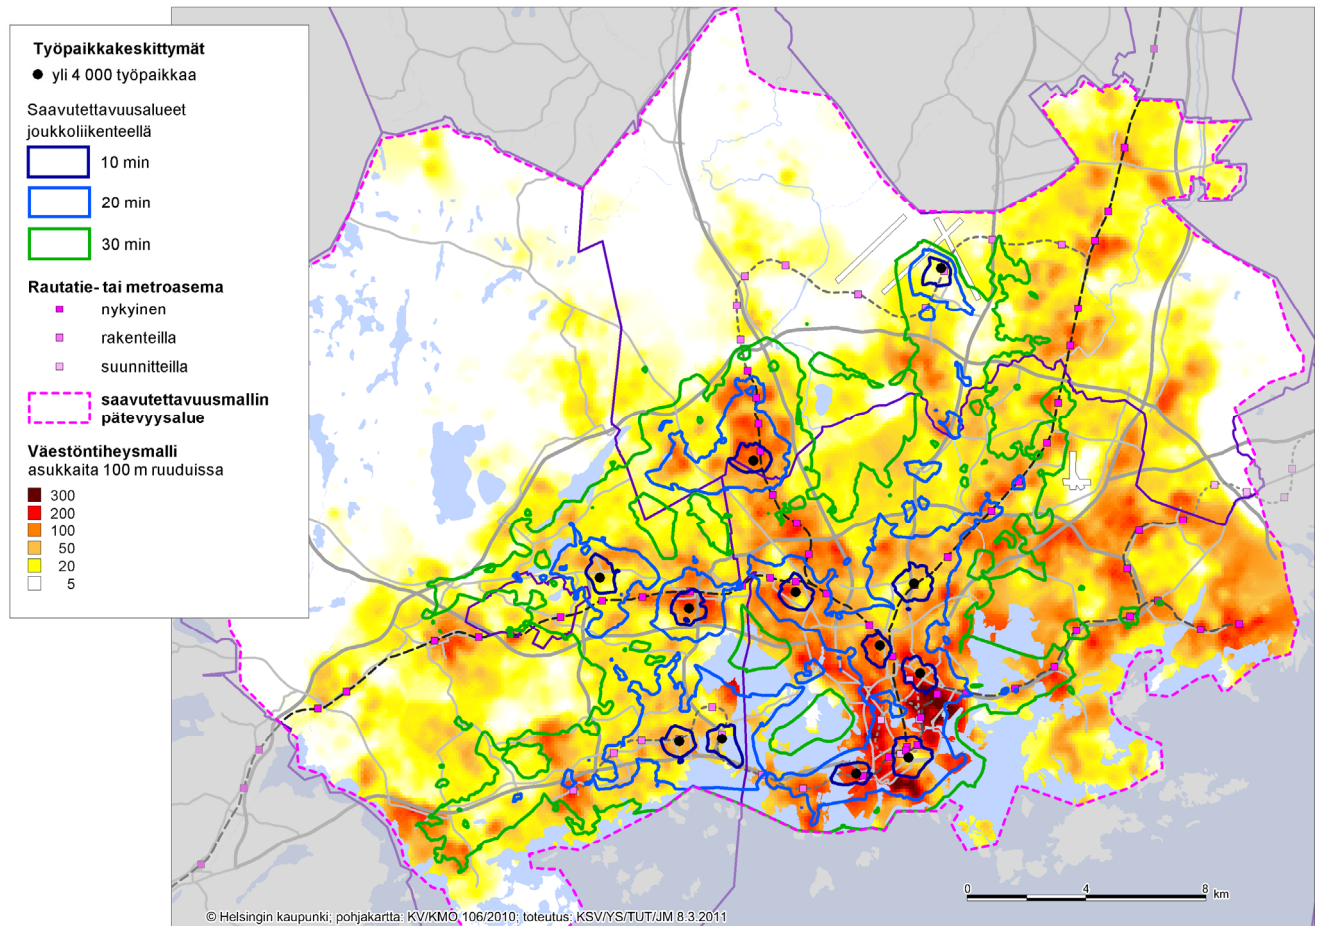 Työpaikkakeskittymät
yli 4 000 työpaikkaa
Saavutettavuusalueet
joukkoliikenteellä
10 min
20 min
30 min
Rautatie- tai metroasema
nykyinen
rakenteilla
suunnitteilla
saavutettavuusmallin
pätevyysalue
Väestöntiheysmalli
asukkaita 100 m ruuduissa
300
200
100
50
20
5
0 4 8 km
© Helsingin kaupunki; pohjakartta: KV/KMO 106/2010; toteutus: KSV/YS/TUT/JM 8.3.2011